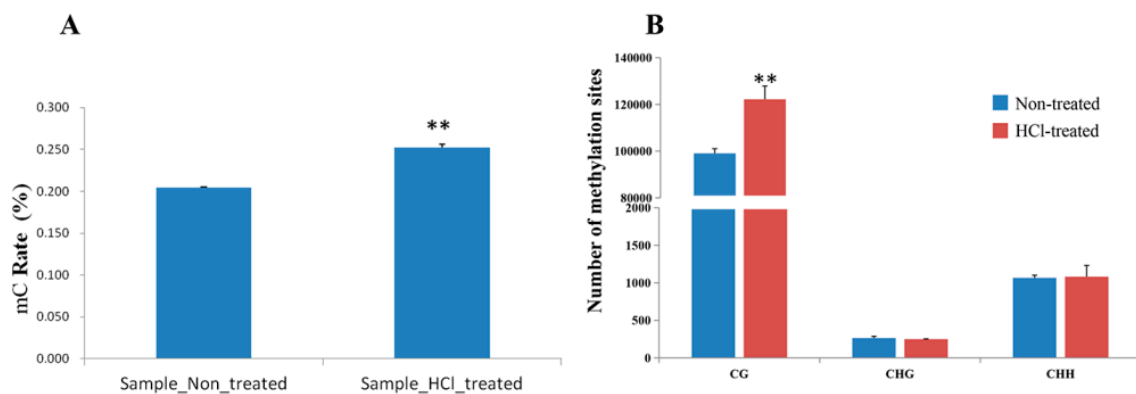 A
mC Rate (%)
0.300
0.250
0.200
0.150
0.100
0.050
0.000
**
Sample_Non_treated
Sample_HCl_treated
B
Number of methylation sites
140000
120000
100000
80000
2000
1500
1000
500
0
**
Non-treated
HCl-treated
CG
CHG
CHH